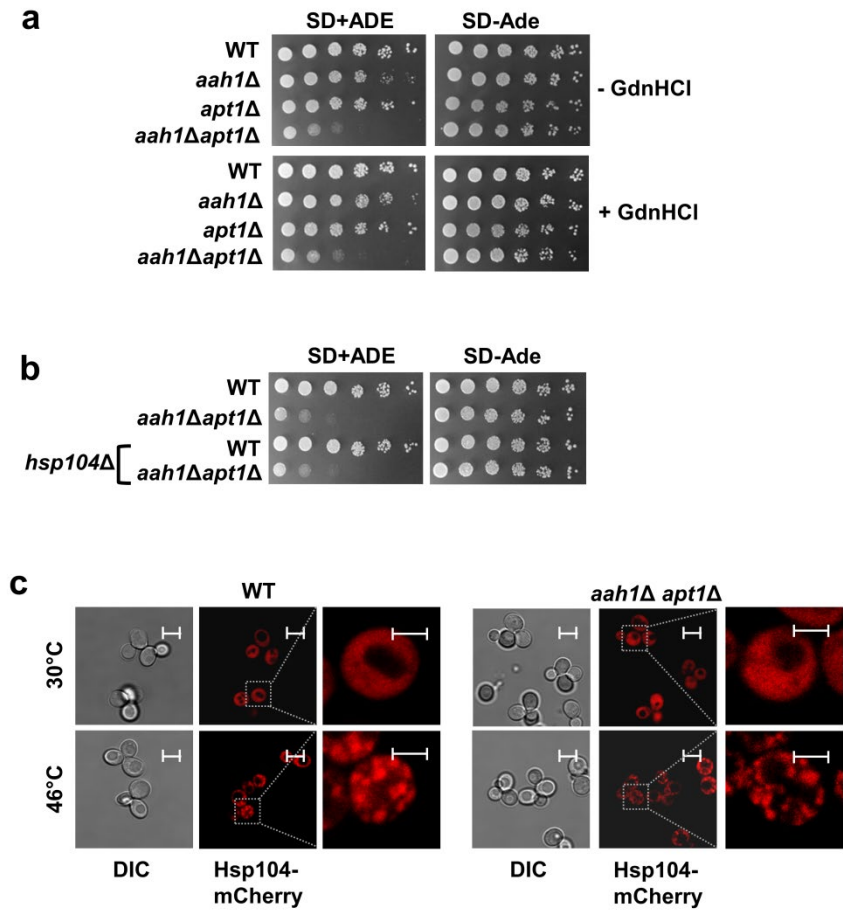 a
SD+ADE SD-Ade
WT
aah1Δ
apt1Δ
aah1Δapt1Δ
- GdnHCl
WT
aah1Δ
apt1Δ
aah1Δapt1Δ
+ GdnHCl
b
SD+ADE SD-Ade
WT
aah1Δapt1Δ
hsp104Δ
WT
aah1Δapt1Δ
c
WT aah1Δ apt1Δ
30°C
46°C
DIC Hsp104-
mCherry
DIC Hsp104-
mCherry